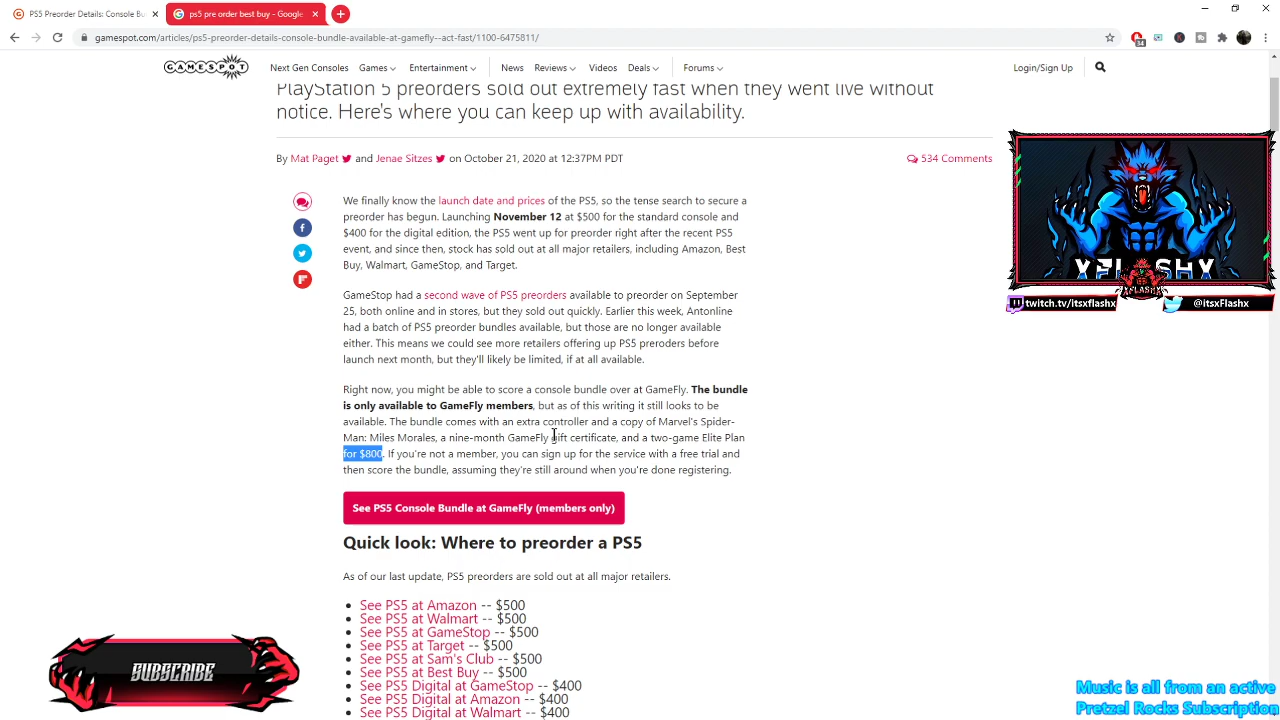 PS5 Preorder Details: Console Bu
ps5 pre order best buy - Google
gamespot.com/articles/ps5-preorder-details-console-bundle-available-at-gamefly--act-fast/1100-6475811/
34
GAMESPOT
Next Gen Consoles
Games
Entertainment
News
Reviews
Videos
Deals
Forums
Login/Sign Up
PlayStation 5 preorders sold out extremely fast when they went live without
notice. Here's where you can keep up with availability.
By Mat Paget and Jenae Sitzes on October 21, 2020 at 12:37PM PDT
534 Comments
We finally know the launch date and prices of the PS5, so the tense search to secure a
preorder has begun. Launching November 12 at $500 for the standard console and
$400 for the digital edition, the PS5 went up for preorder right after the recent PS5
event, and since then, stock has sold out at all major retailers, including Amazon, Best
Buy, Walmart, GameStop, and Target.
GameStop had a second wave of PS5 preorders available to preorder on September
25, both online and in stores, but they sold out quickly. Earlier this week, Antonline
had a batch of PS5 preorder bundles available, but those are no longer available
either. This means we could see more retailers offering up PS5 preroders before
launch next month, but they'll likely be limited, if at all available.
Right now, you might be able to score a console bundle over at GameFly. The bundle
is only available to GameFly members, but as of this writing it still looks to be
available. The bundle comes with an extra controller and a copy of Marvel's Spider-
Man: Miles Morales, a nine-month GameFly gift certificate, and a two-game Elite Plan
for $800. If you're not a member, you can sign up for the service with a free trial and
then score the bundle, assuming they're still around when you're done registering.
See PS5 Console Bundle at GameFly (members only)
Quick look: Where to preorder a PS5
As of our last update, PS5 preorders are sold out at all major retailers.
See PS5 at Amazon -- $500
See PS5 at Walmart -- $500
See PS5 at GameStop -- $500
See PS5 at Target -- $500
See PS5 at Sam's Club -- $500
See PS5 at Best Buy -- $500
See PS5 Digital at GameStop -- $400
See PS5 Digital at Amazon -- $400
See PS5 Digital at Walmart -- $400
XFLASHX
XFLASHX
twitch.tv/itsxflashx
@itsxFlashx
SUBSCRIBE
Music is all from an active
Pretzel Rocks Subscription